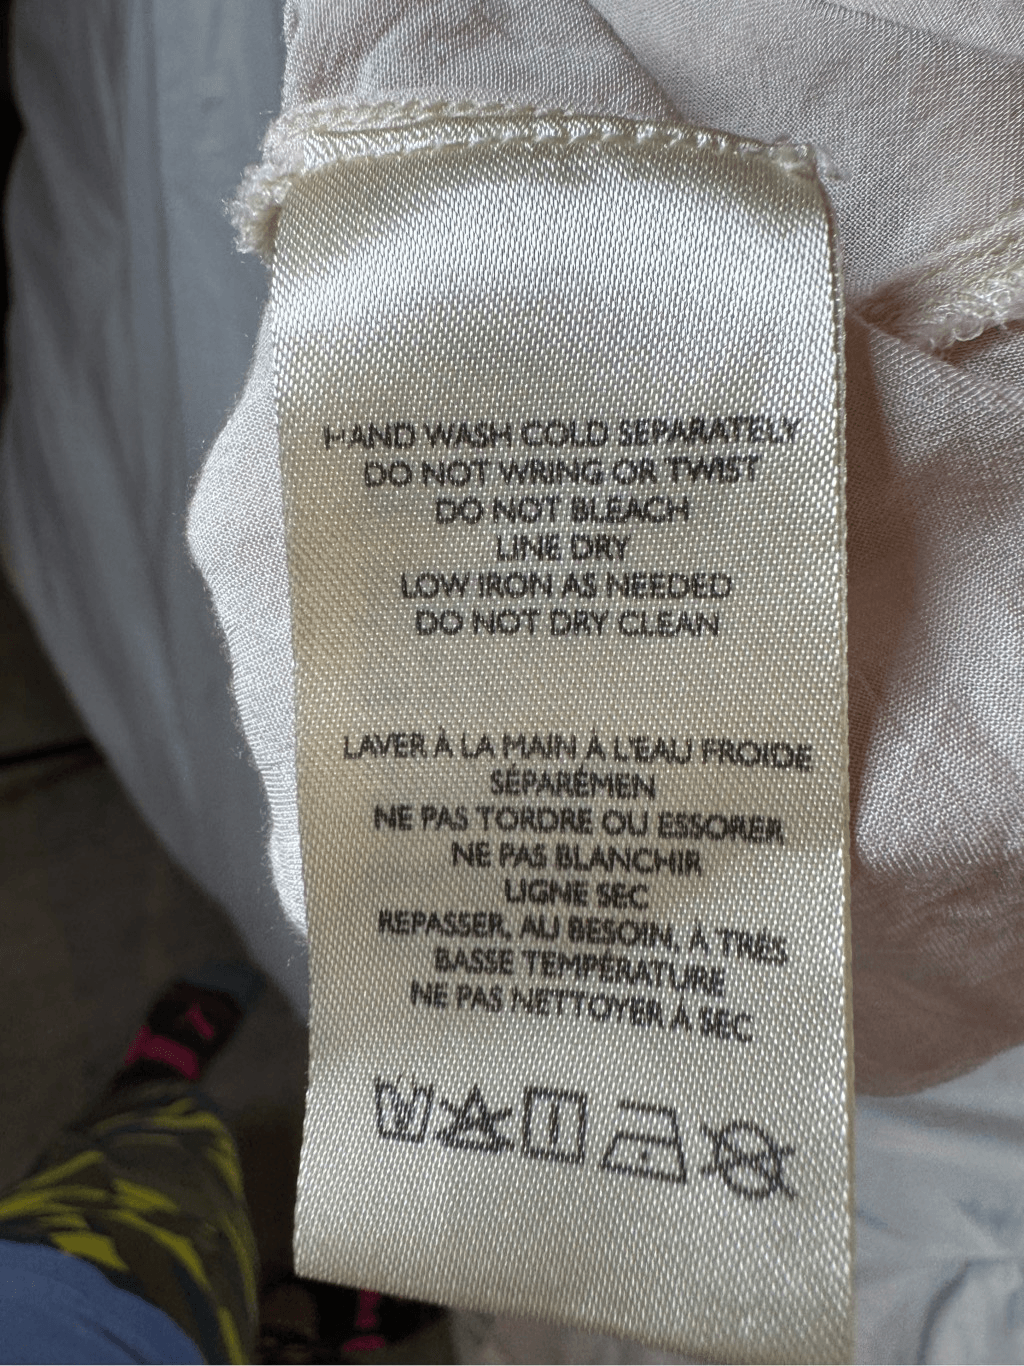 HAND WASH COLD SEPARATELY
DO NOT WRING OR TWIST
DO NOT BLEACH
LINE DRY
LOW IRON AS NEEDED
DO NOT DRY CLEAN
LAVER À LA MAIN À L'EAU FROIDE
SÉPARÉMEN
NE PAS TORDRE OU ESSORER
NE PAS BLANCHIR
LIGNE SEC
REPASSER, AU BESOIN, À TRÈS
BASSE TEMPÉRATURE
NE PAS NETTOYER À SEC